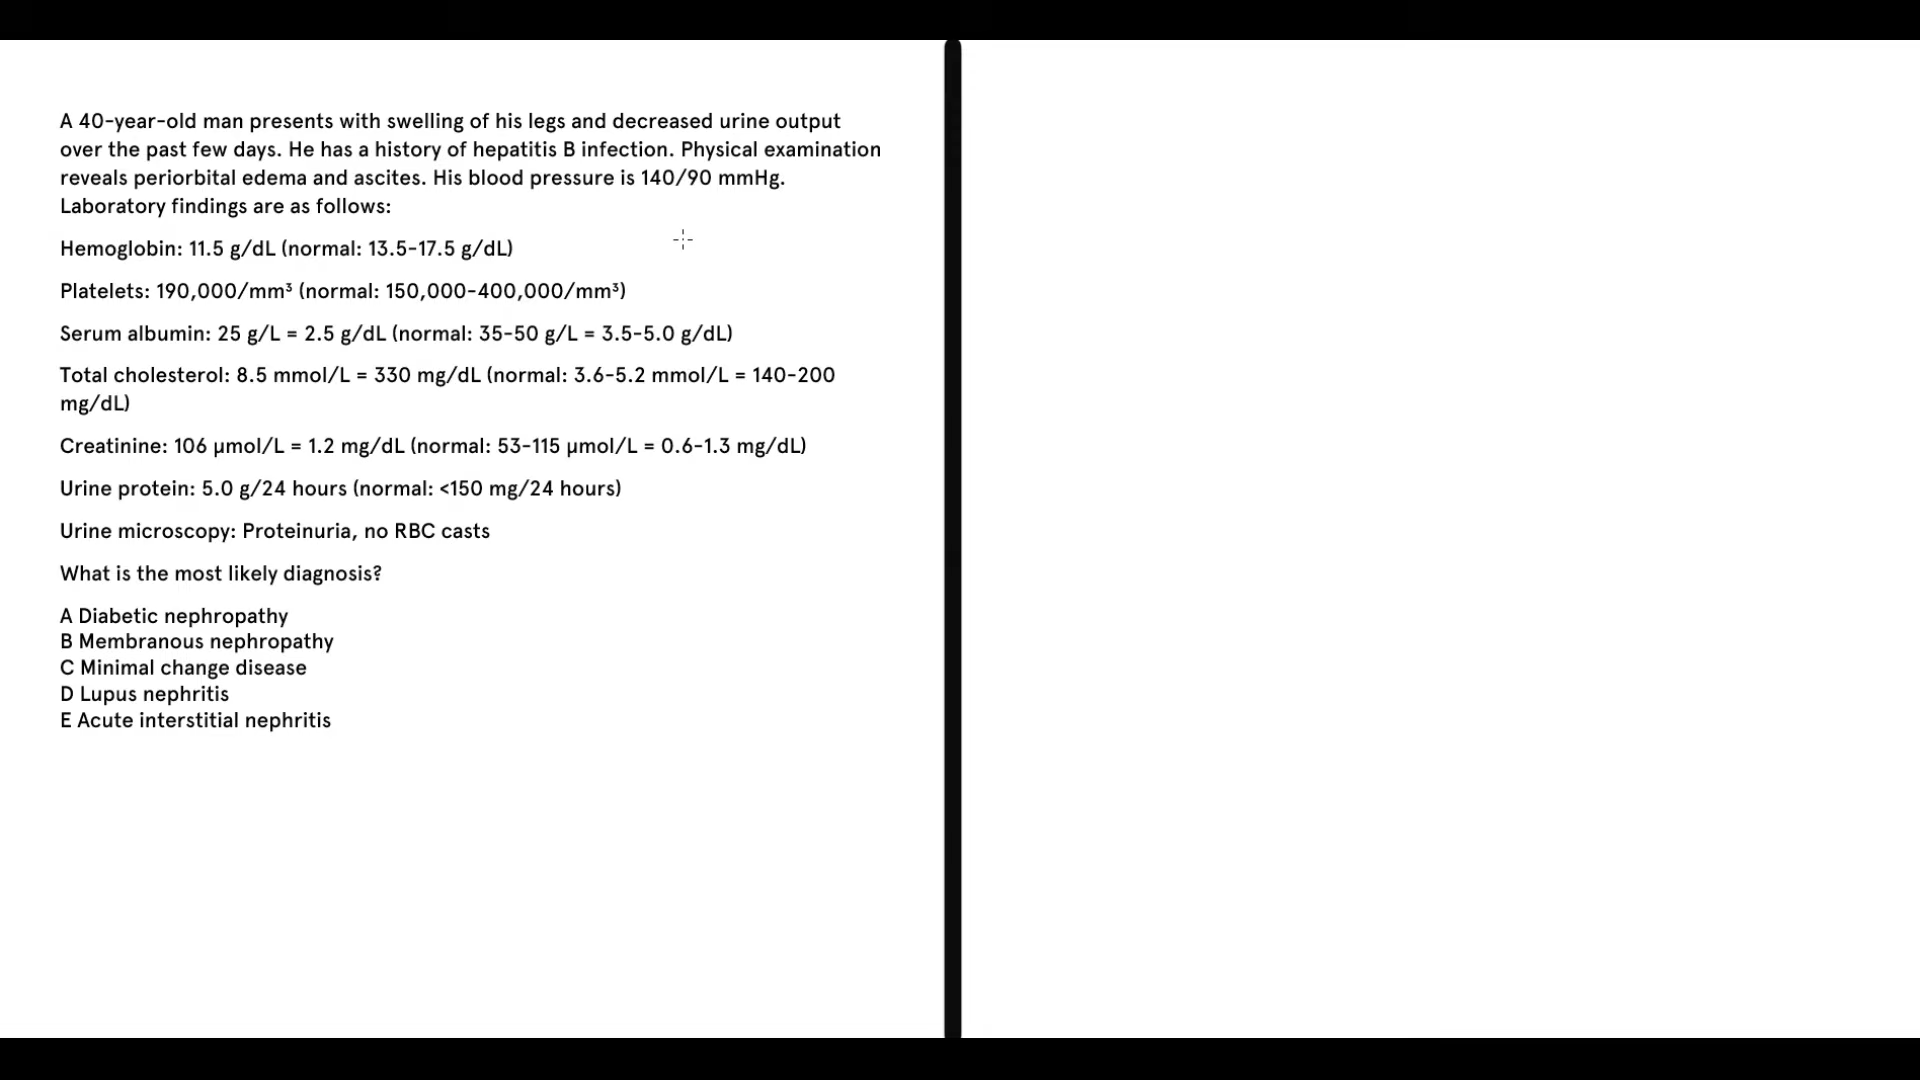 A 40-year-old man presents with swelling of his legs and decreased urine output
over the past few days. He has a history of hepatitis B infection. Physical examination
reveals periorbital edema and ascites. His blood pressure is 140/90 mmHg.
Laboratory findings are as follows:
Hemoglobin: 11.5 g/dL (normal: 13.5-17.5 g/dL)
Platelets: 190,000/mm³ (normal: 150,000-400,000/mm³)
Serum albumin: 25 g/L = 2.5 g/dL (normal: 35-50 g/L = 3.5-5.0 g/dL)
Total cholesterol: 8.5 mmol/L = 330 mg/dL (normal: 3.6-5.2 mmol/L = 140-200
mg/dL)
Creatinine: 106 µmol/L = 1.2 mg/dL (normal: 53-115 µmol/L = 0.6-1.3 mg/dL)
Urine protein: 5.0 g/24 hours (normal: <150 mg/24 hours)
Urine microscopy: Proteinuria, no RBC casts
What is the most likely diagnosis?
A Diabetic nephropathy
B Membranous nephropathy
C Minimal change disease
D Lupus nephritis
E Acute interstitial nephritis